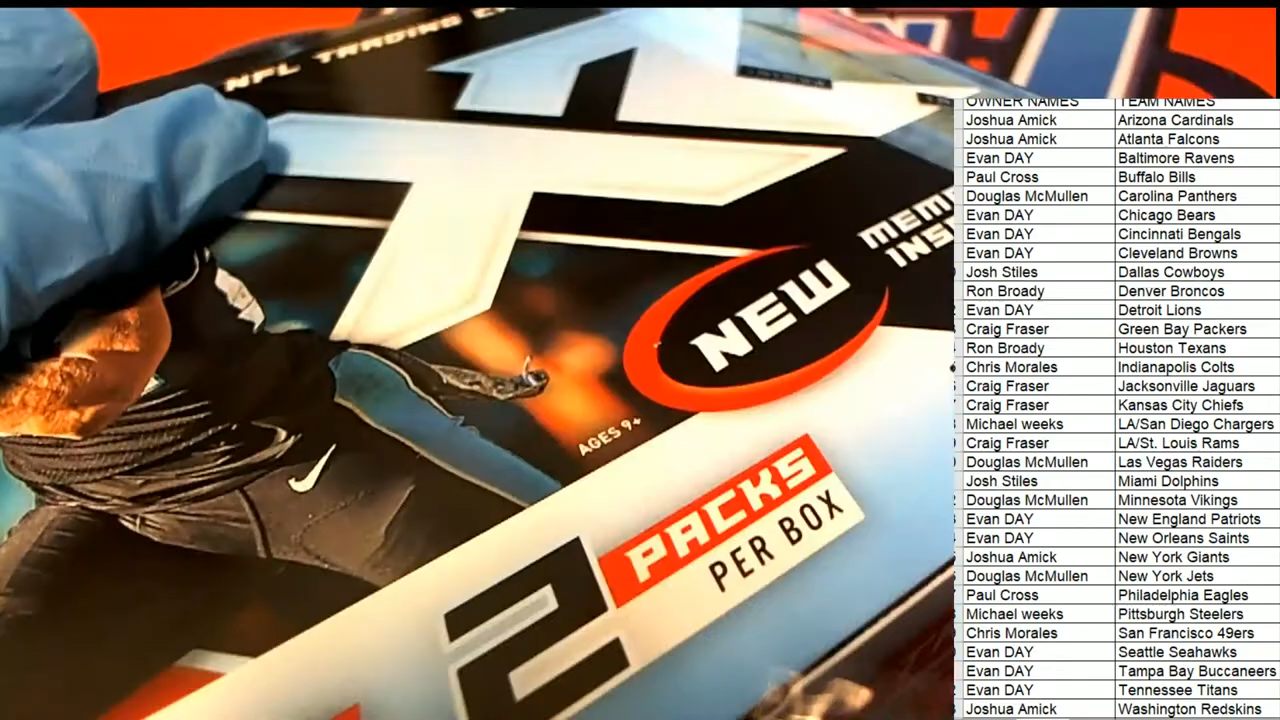 NFL TRADING
X
NEW
AGES 9+
2 PACKS
PER BOX
OWNER NAMES TEAM NAMES
Joshua Amick Arizona Cardinals
Joshua Amick Atlanta Falcons
Evan DAY Baltimore Ravens
Paul Cross Buffalo Bills
Douglas McMullen Carolina Panthers
Evan DAY Chicago Bears
Evan DAY Cincinnati Bengals
Evan DAY Cleveland Browns
Josh Stiles Dallas Cowboys
Ron Broady Denver Broncos
Evan DAY Detroit Lions
Craig Fraser Green Bay Packers
Ron Broady Houston Texans
Chris Morales Indianapolis Colts
Craig Fraser Jacksonville Jaguars
Craig Fraser Kansas City Chiefs
Michael weeks LA/San Diego Chargers
Craig Fraser LA/St. Louis Rams
Douglas McMullen Las Vegas Raiders
Josh Stiles Miami Dolphins
Douglas McMullen Minnesota Vikings
Evan DAY New England Patriots
Evan DAY New Orleans Saints
Joshua Amick New York Giants
Douglas McMullen New York Jets
Paul Cross Philadelphia Eagles
Michael weeks Pittsburgh Steelers
Chris Morales San Francisco 49ers
Evan DAY Seattle Seahawks
Evan DAY Tampa Bay Buccaneers
Evan DAY Tennessee Titans
Joshua Amick Washington Redskins